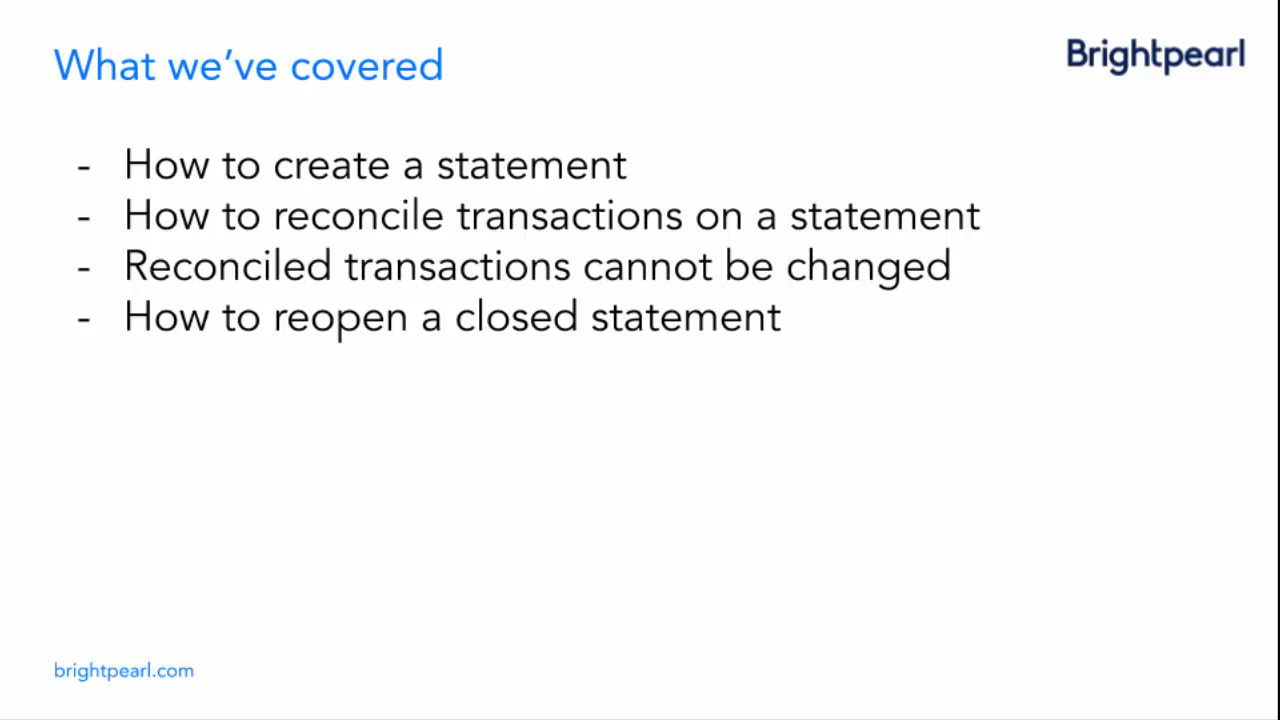 What we've covered
Brightpearl
- How to create a statement
- How to reconcile transactions on a statement
- Reconciled transactions cannot be changed
- How to reopen a closed statement
brightpearl.com